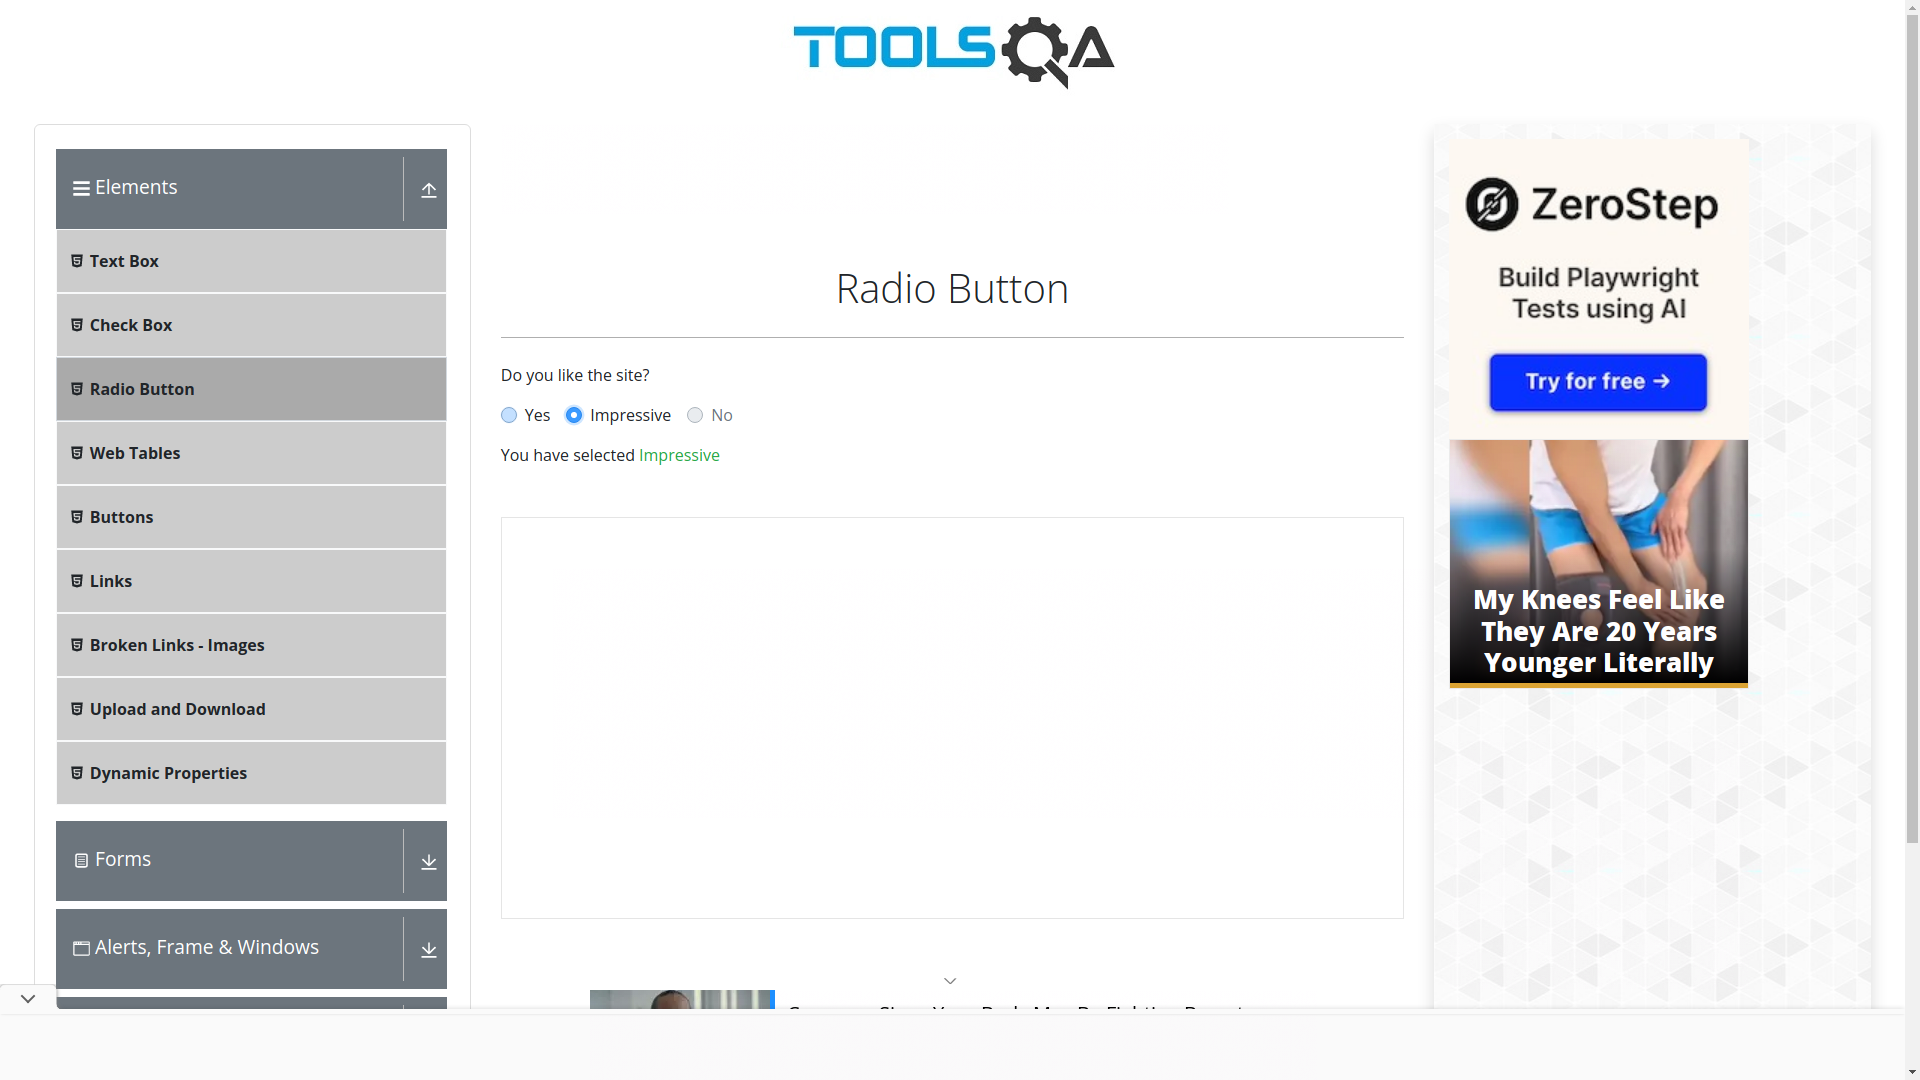 TOOLSQA
Elements
Text Box
Check Box
Radio Button
Web Tables
Buttons
Links
Broken Links - Images
Upload and Download
Dynamic Properties
Forms
Alerts, Frame & Windows
Radio Button
Do you like the site?
Yes
Impressive
No
You have selected Impressive
ZeroStep
Build Playwright
Tests using AI
Try for free →
My Knees Feel Like
They Are 20 Years
Younger Literally